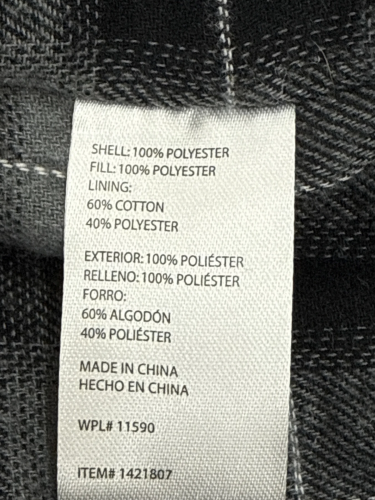 SHELL: 100% POLYESTER
FILL: 100% POLYESTER
LINING:
60% COTTON
40% POLYESTER
EXTERIOR: 100% POLIÉSTER
RELLENO: 100% POLIÉSTER
FORRO:
60% ALGODÓN
40% POLIÉSTER
MADE IN CHINA
HECHO EN CHINA
WPL# 11590
ITEM# 1421807